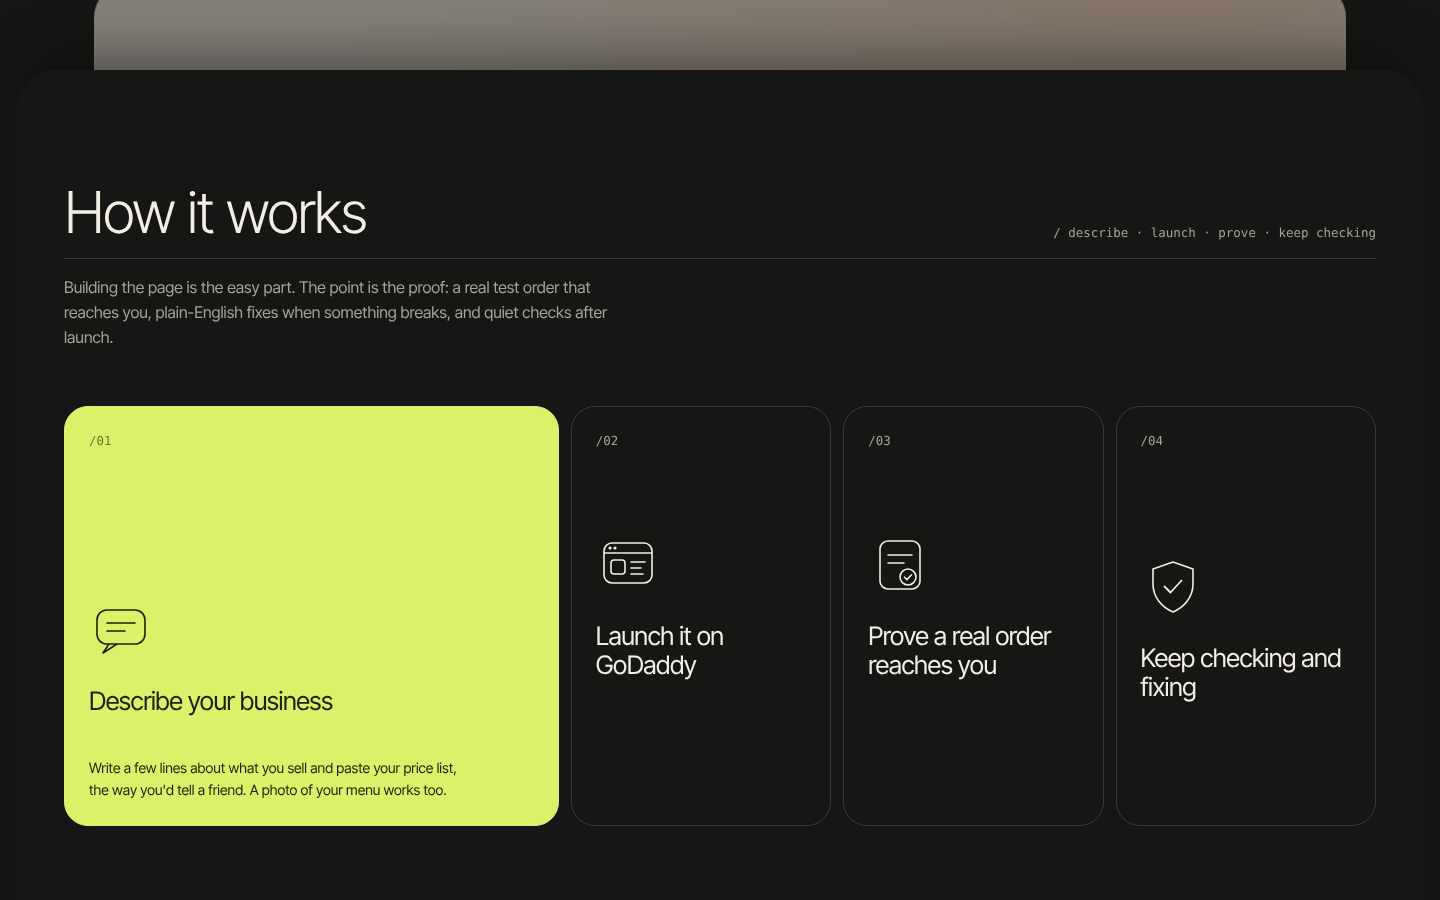 How it works
/ describe · launch · prove · keep checking
Building the page is the easy part. The point is the proof: a real test order that
reaches you, plain-English fixes when something breaks, and quiet checks after
launch.
/01
Describe your business
Write a few lines about what you sell and paste your price list,
the way you'd tell a friend. A photo of your menu works too.
/02
Launch it on
GoDaddy
/03
Prove a real order
reaches you
/04
Keep checking and
fixing